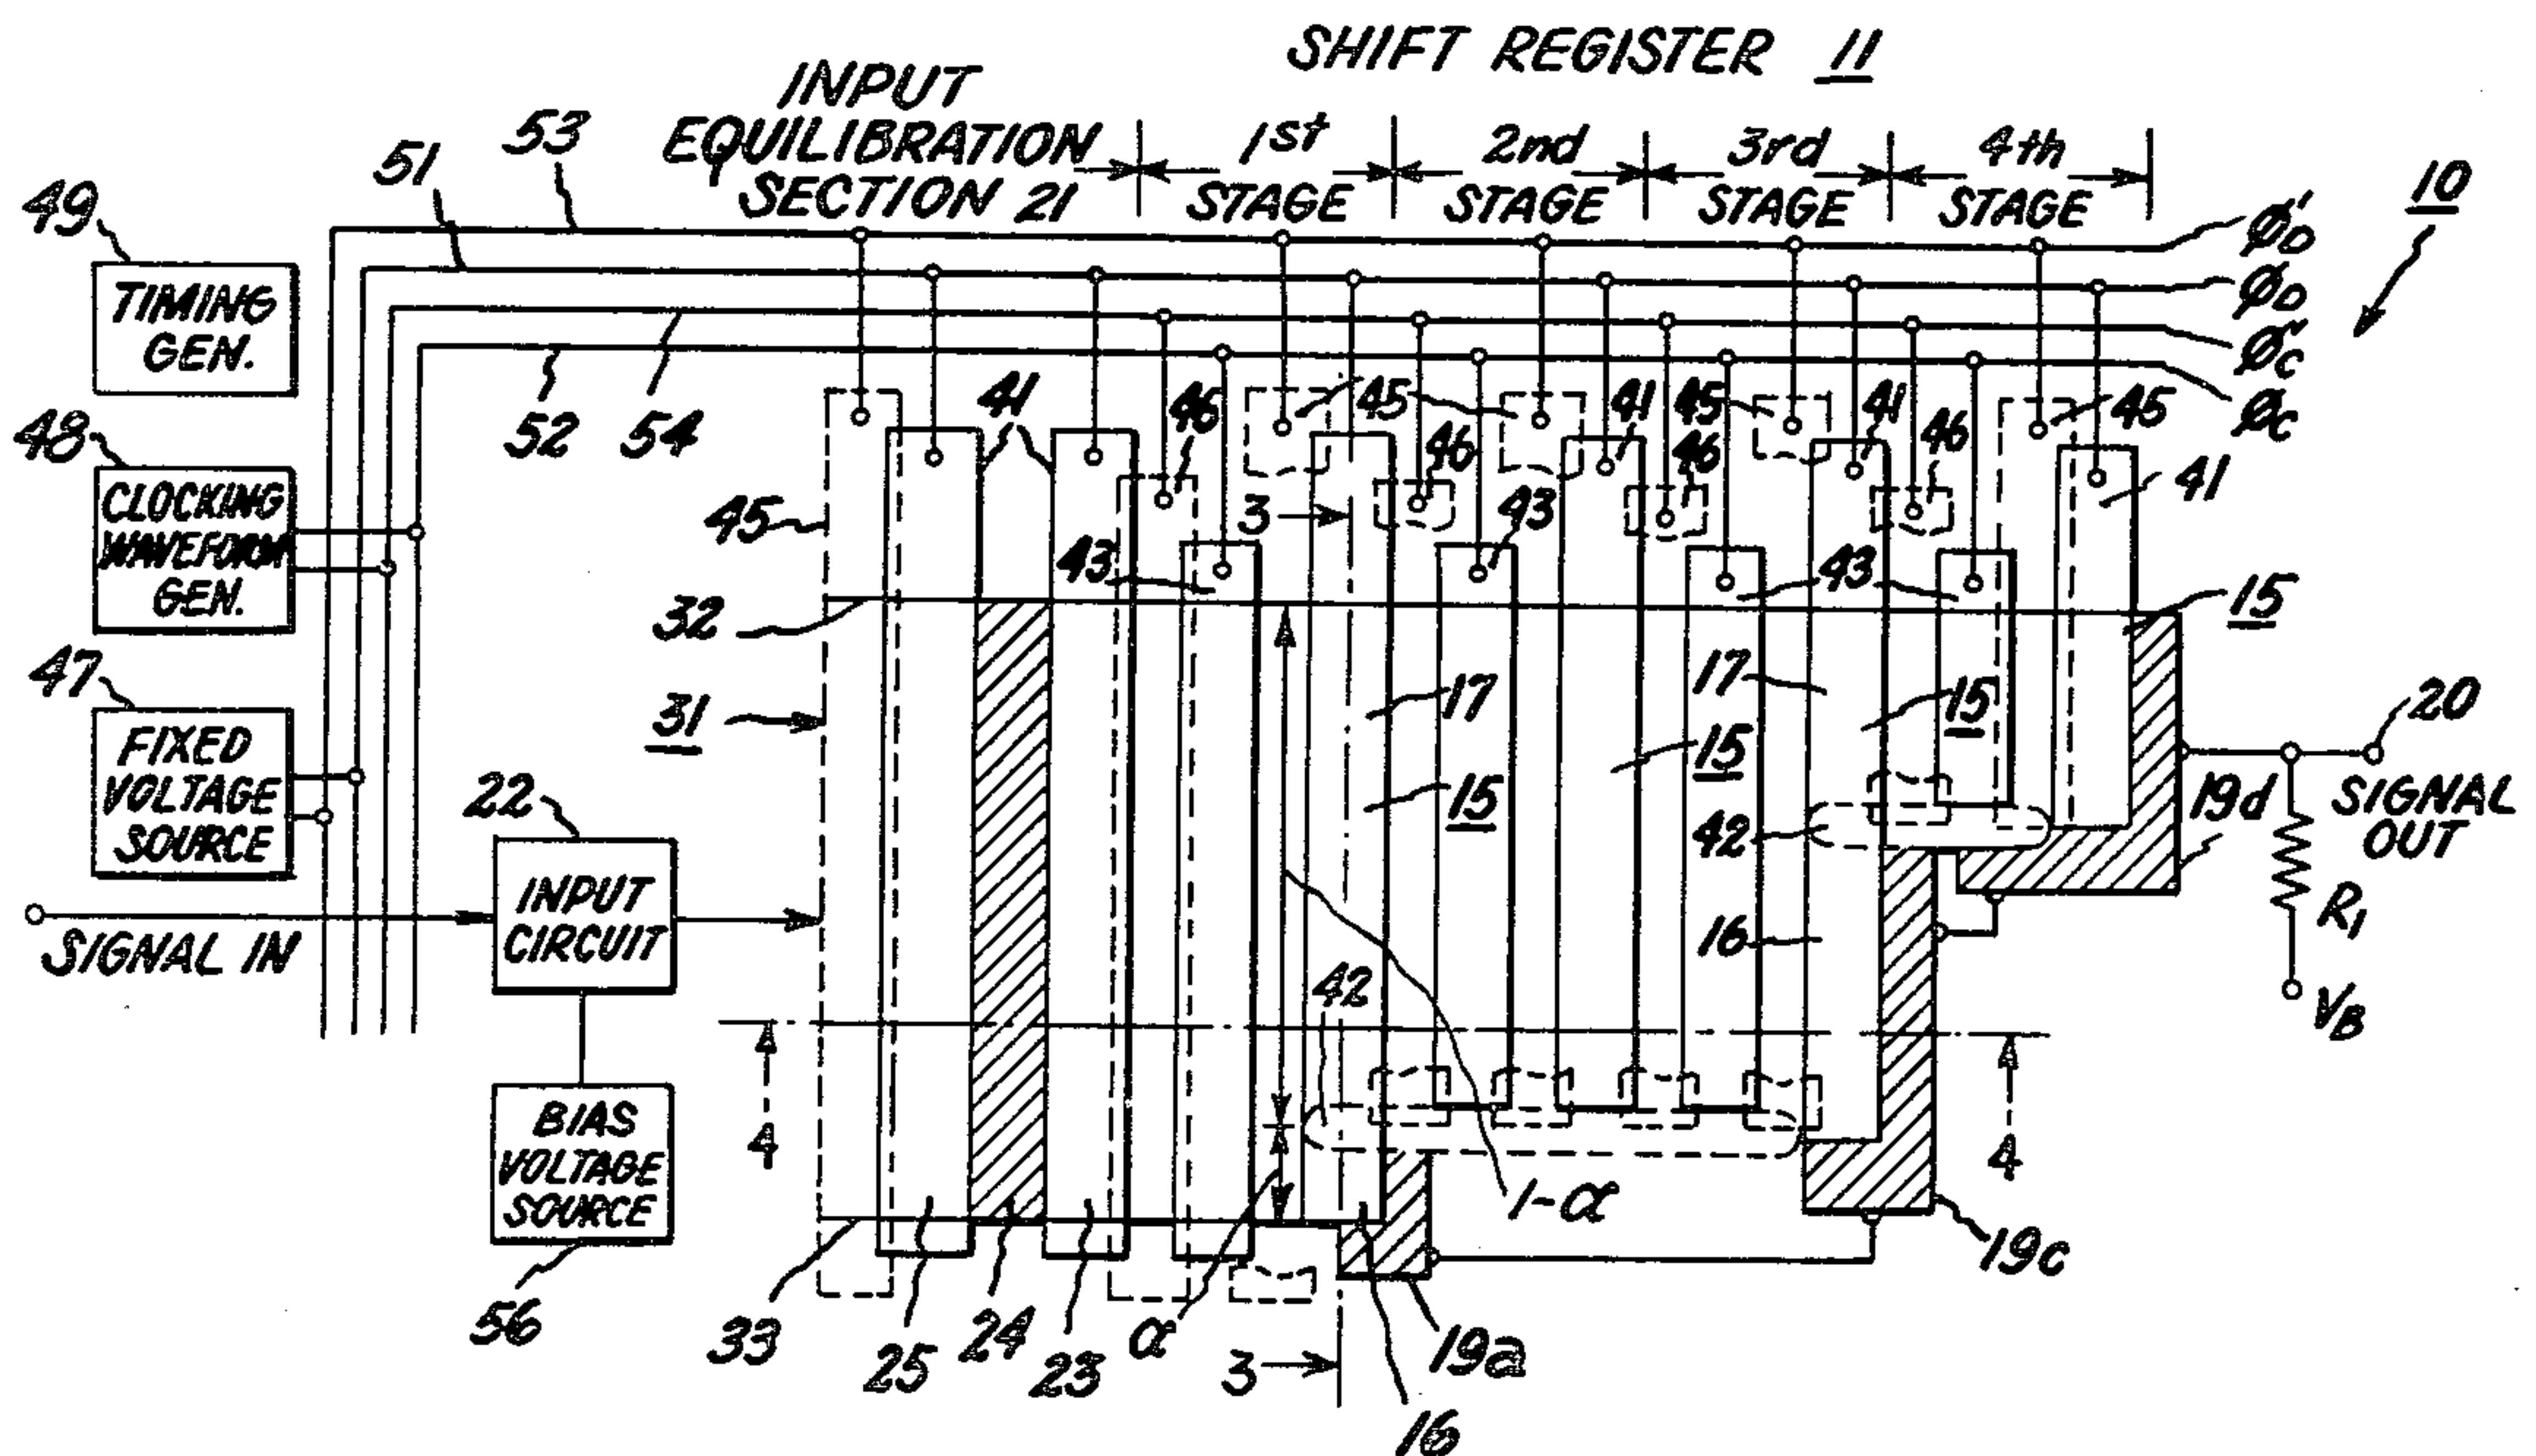 SHIFT REGISTER 11
INPUT
EQUILIBRATION
SECTION 21
1st
STAGE
2nd
STAGE
3rd
STAGE
4th
STAGE
10
53
51
49
TIMING
GEN.
48
CLOCKING
WAVEFORM
GEN.
47
FIXED
VOLTAGE
SOURCE
SIGNAL IN
22
INPUT
CIRCUIT
BIAS
VOLTAGE
SOURCE
56
52
54
41
46
45
45
46
41
45
46
41
46
45
41
Ø'D
ØD
Ø'C
ØC
45
43
3
43
43
32
31
17
15
15
17
15
15
42
16
42
4
4
33
25
24
23
α
1-α
3
16
19a
19c
19d
20
SIGNAL
OUT
R1
VB